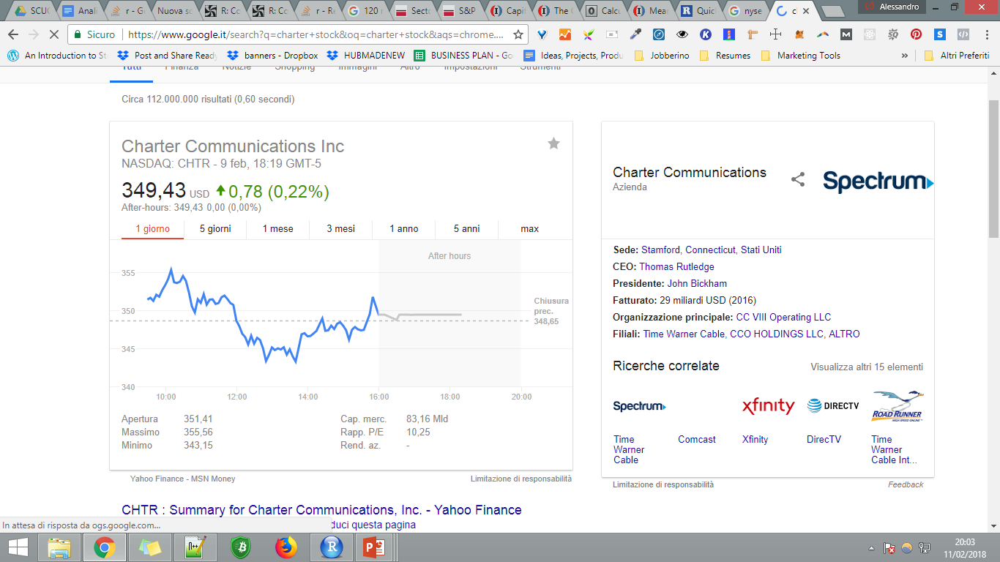 SCUO
Anali
r - Go
Nuova sc
R: Co
R: Co
r - Re
120 r
Secto
S&P
Capit
The C
Calcu
Mear
Quic
nyse
Alessandro
Sicuro
https://www.google.it/search?q=charter+stock&oq=charter+stock&aqs=chrome....
An Introduction to St
Post and Share Ready
banners - Dropbox
HUBMADENEW
BUSINESS PLAN - Goo
Ideas, Projects, Produ
Jobberino
Resumes
Marketing Tools
»
Altri Preferiti
Tutti Finanza Notizie Shopping Immagini Altro Impostazioni Strumenti
Circa 112.000.000 risultati (0,60 secondi)
Charter Communications Inc
NASDAQ: CHTR - 9 feb, 18:19 GMT-5
349,43 USD 0,78 (0,22%)
After-hours: 349,43 0,00 (0,00%)
1 giorno 5 giorni 1 mese 3 mesi 1 anno 5 anni max
After hours
355
350
345
340
Chiusura
prec.
348,65
10:00 12:00 14:00 16:00 18:00 20:00
Apertura 351,41 Cap. merc. 83,16 Mld
Massimo 355,56 Rapp. P/E 10,25
Minimo 343,15 Rend. az. -
Yahoo Finance - MSN Money Limitazione di responsabilità
CHTR : Summary for Charter Communications, Inc. - Yahoo Finance
duci questa pagina
In attesa di risposta da ogs.google.com...
Charter Communications
Azienda
Spectrum
Sede: Stamford, Connecticut, Stati Uniti
CEO: Thomas Rutledge
Presidente: John Bickham
Fatturato: 29 miliardi USD (2016)
Organizzazione principale: CC VIII Operating LLC
Filiali: Time Warner Cable, CCO HOLDINGS LLC, ALTRO
Ricerche correlate Visualizza altri 15 elementi
Spectrum
xfinity
DIRECTV
ROAD RUNNER
HIGH SPEED ONLINE
Time
Warner
Cable
Comcast
Xfinity
DirecTV
Time
Warner
Cable Int...
Limitazione di responsabilità Feedback
20:03
11/02/2018